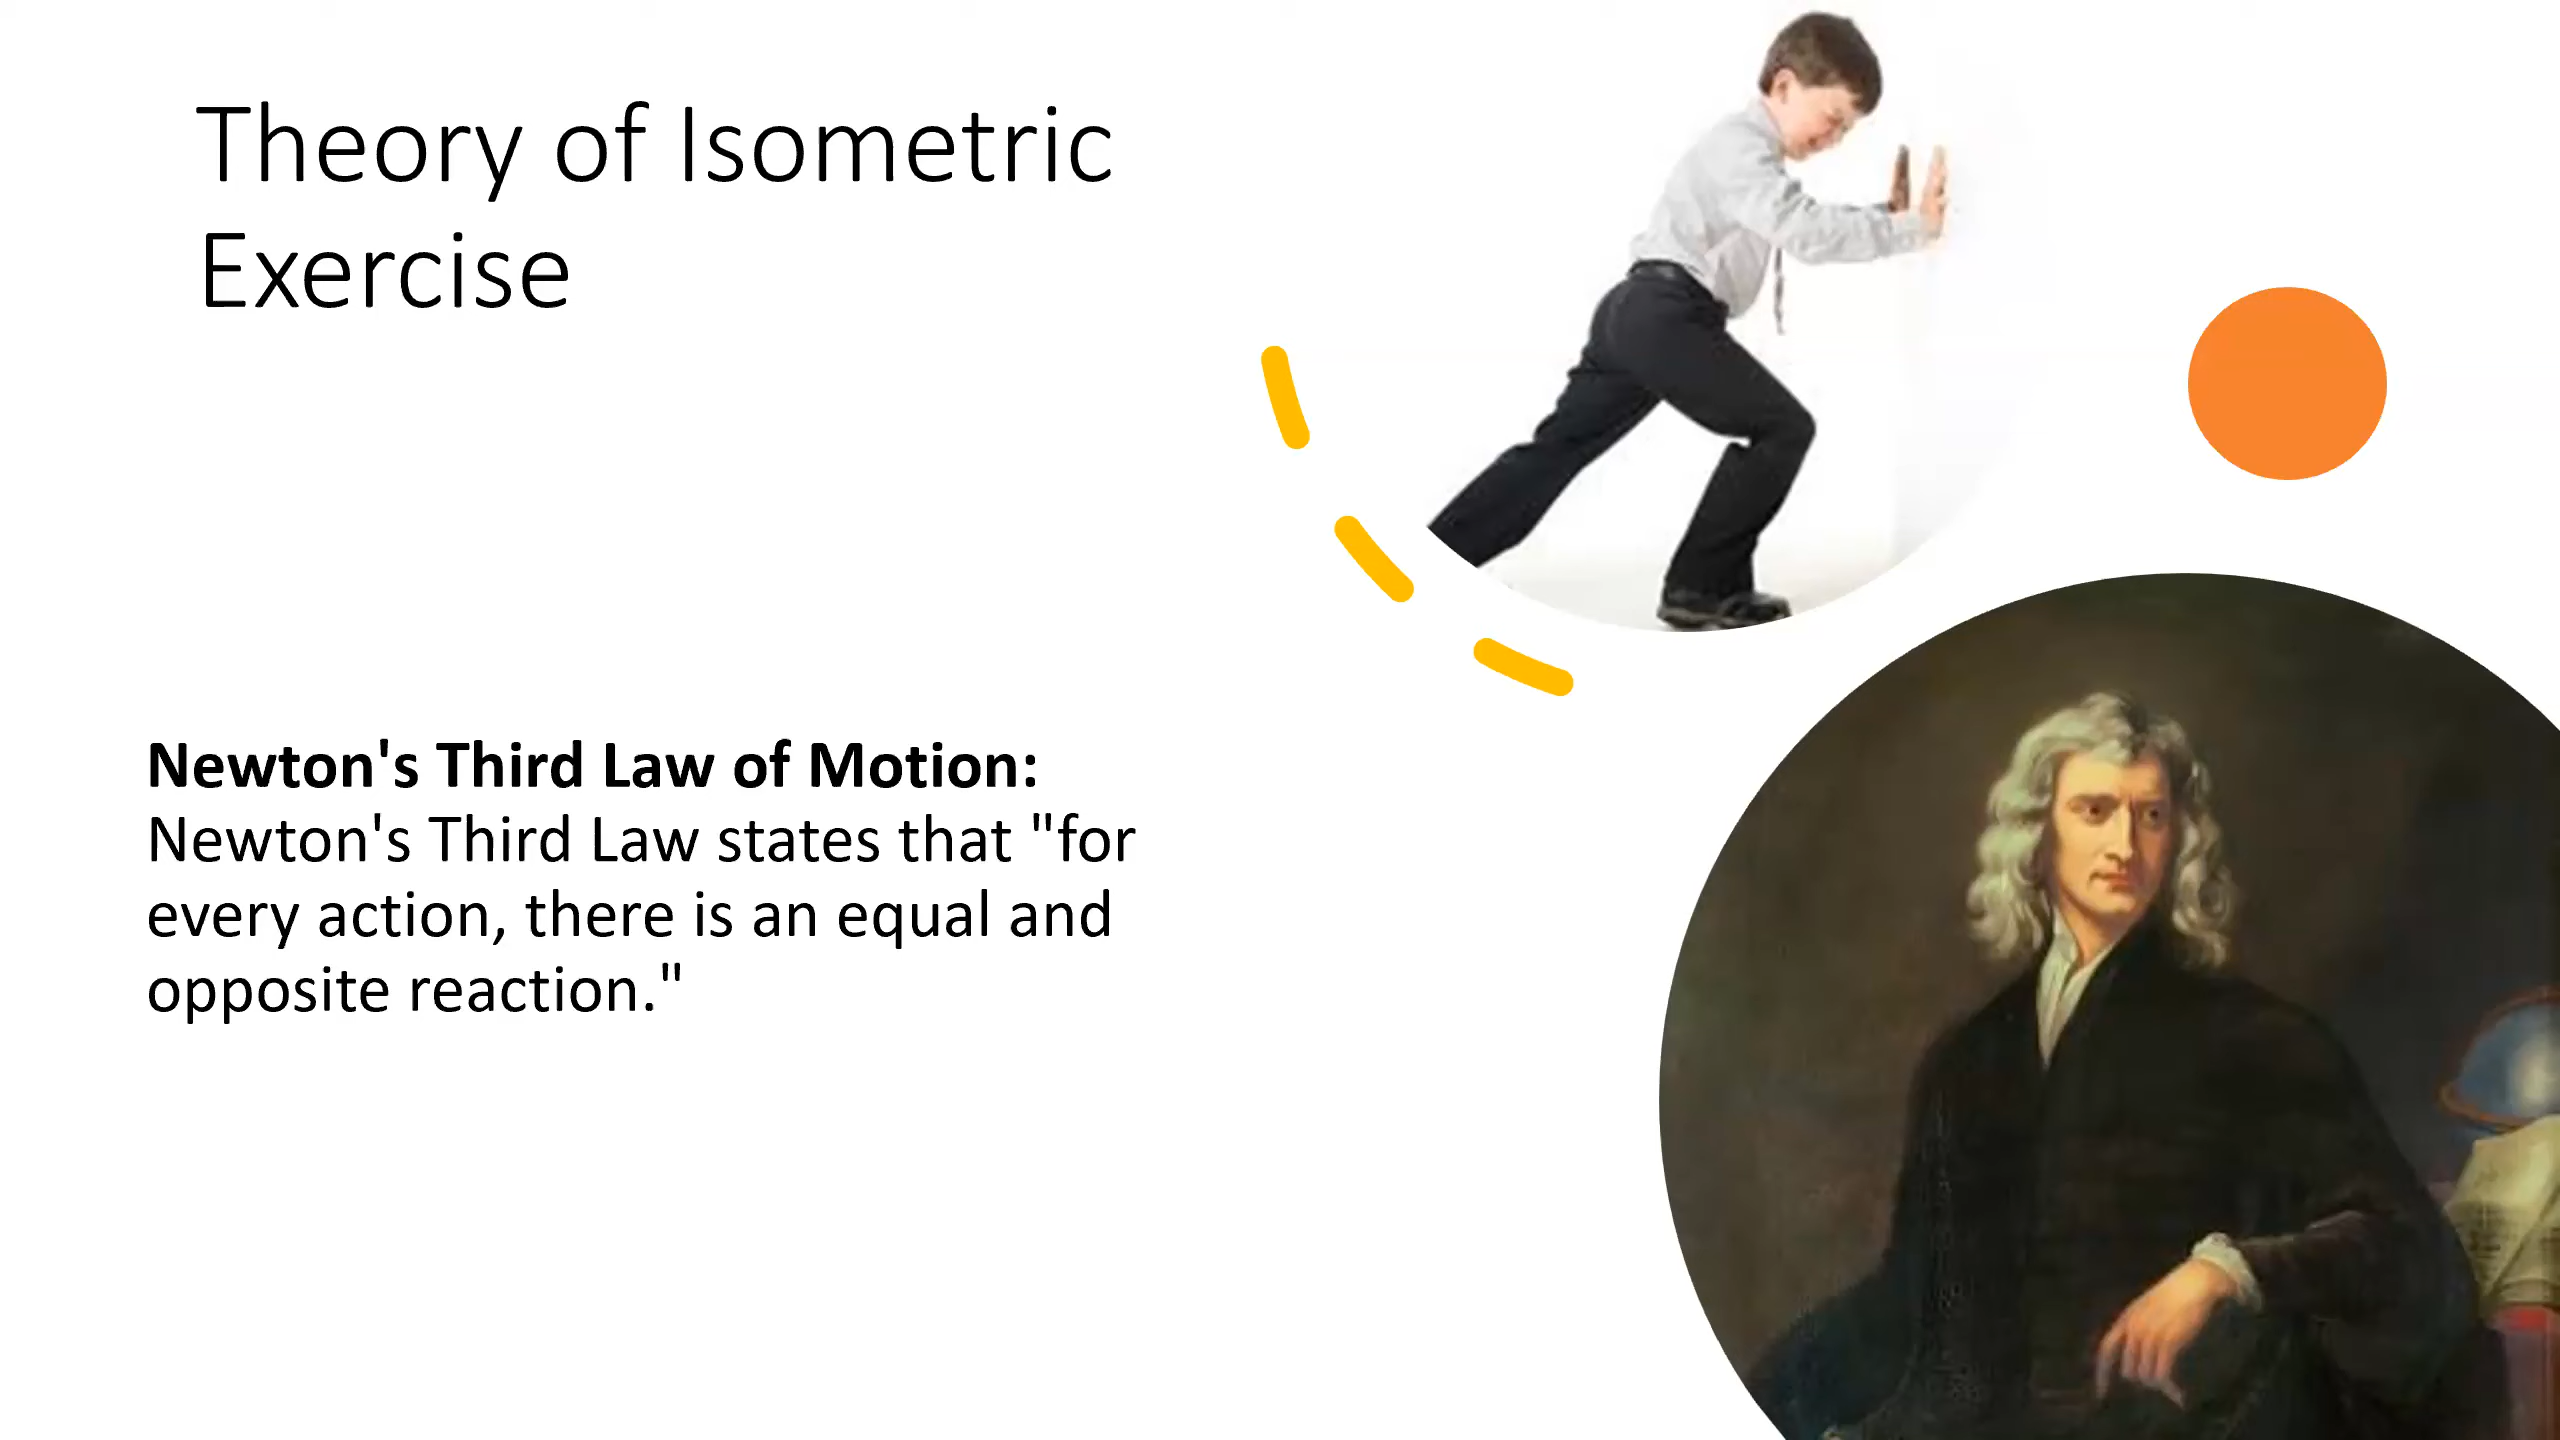 Theory of Isometric
Exercise
Newton's Third Law of Motion:
Newton's Third Law states that "for
every action, there is an equal and
opposite reaction."